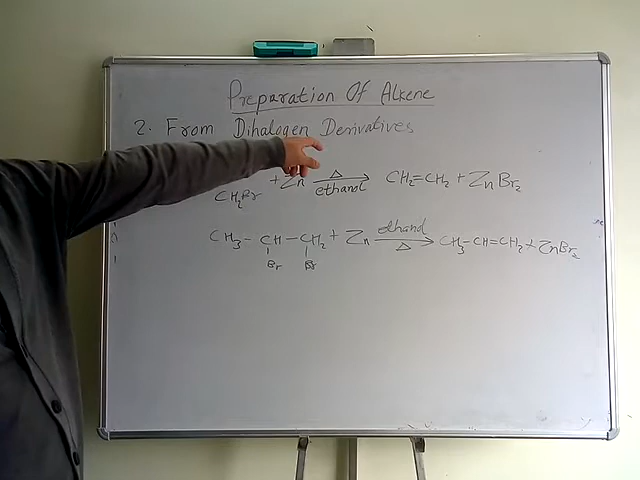 Preparation Of Alkene
2. From Dihalogen Derivatives
CH₂Br + Zn —Δ/ethanol→ CH₂=CH₂ + ZnBr₂
CH₃ – CH – CH₂ + Zn —ethanol/Δ→ CH₃-CH=CH₂ + ZnBr₂
Br Br